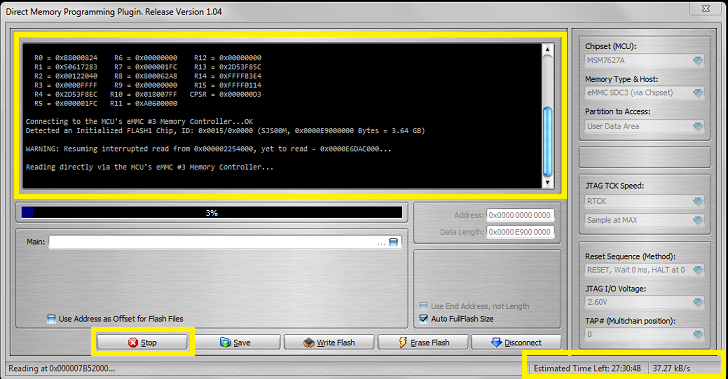 Direct Memory Programming Plugin. Release Version 1.04
R0 = 0xB8000824 R6 = 0x00000000 R12 = 0x00000000
R1 = 0x50617283 R7 = 0x000001FC R13 = 0x2D53F85C
R2 = 0x00122040 R8 = 0x800062A8 R14 = 0xFFFFB3E4
R3 = 0x0000FFFF R9 = 0x00000000 R15 = 0xFFFF0114
R4 = 0x2D53F8EC R10 = 0x018007FF CPSR = 0x000000D3
R5 = 0x000001FC R11 = 0xA0600000
Connecting to the MCU's eMMC #3 Memory Controller...OK
Detected an Initialized FLASH1 Chip, ID: 0x0015/0x0000 (SJS00M, 0x0000E9000000 Bytes = 3.64 GB)
WARNING: Resuming interrupted read from 0x000002254000, yet to read - 0x0000E6DAC000...
Reading directly via the MCU's eMMC #3 Memory Controller...
3%
Main:
...
Use Address as Offset for Flash Files
Address: 0x0000 0000 0000
Data Length: 0x0000 E900 0000
Use End Address, not Length
Auto FullFlash Size
Stop
Save
Write Flash
Erase Flash
Disconnect
Chipset (MCU):
MSM7627A
Memory Type & Host:
eMMC SDC3 (via Chipset)
Partition to Access:
User Data Area
JTAG TCK Speed:
RTCK
Sample at MAX
Reset Sequence (Method):
RESET, Wait 0 ms, HALT at 0
JTAG I/O Voltage:
2.60V
TAP# (Multichain position):
0
Reading at 0x000007B52000...
Estimated Time Left: 27:30:48
37.27 kB/s